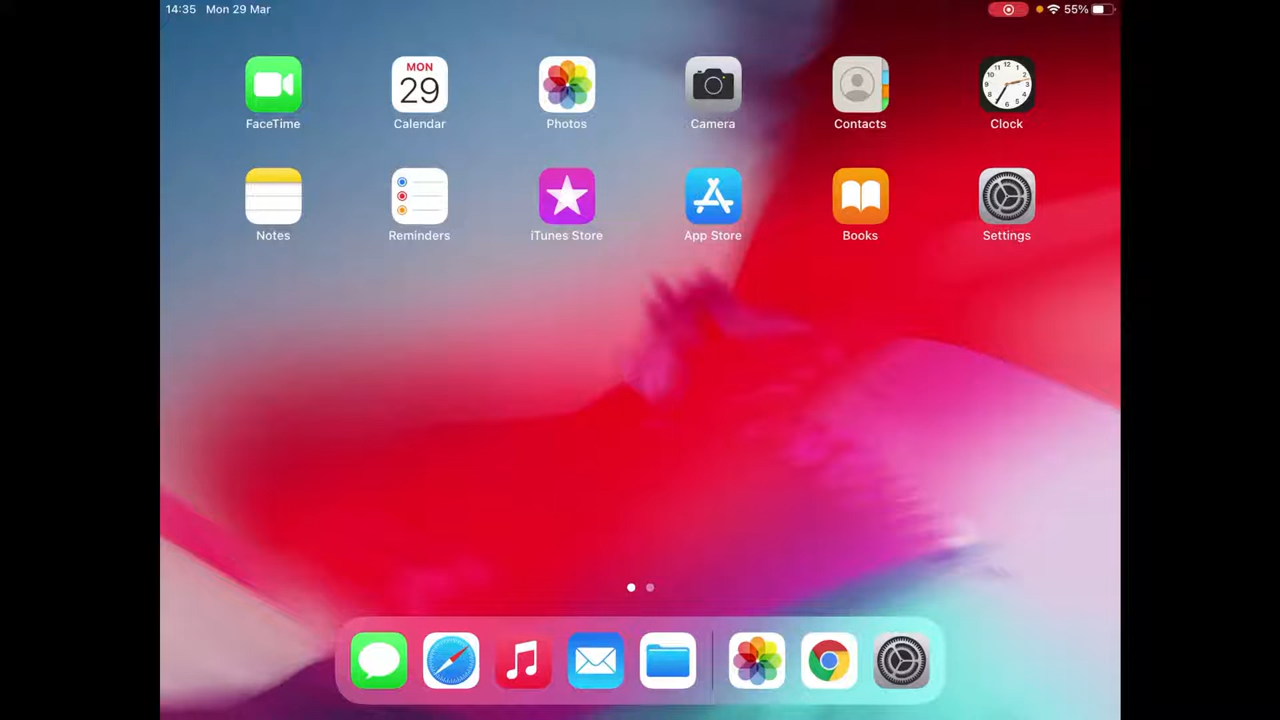 14:35 Mon 29 Mar 55%
MON
29
FaceTime Calendar Photos Camera Contacts Clock
Notes Reminders iTunes Store App Store Books Settings